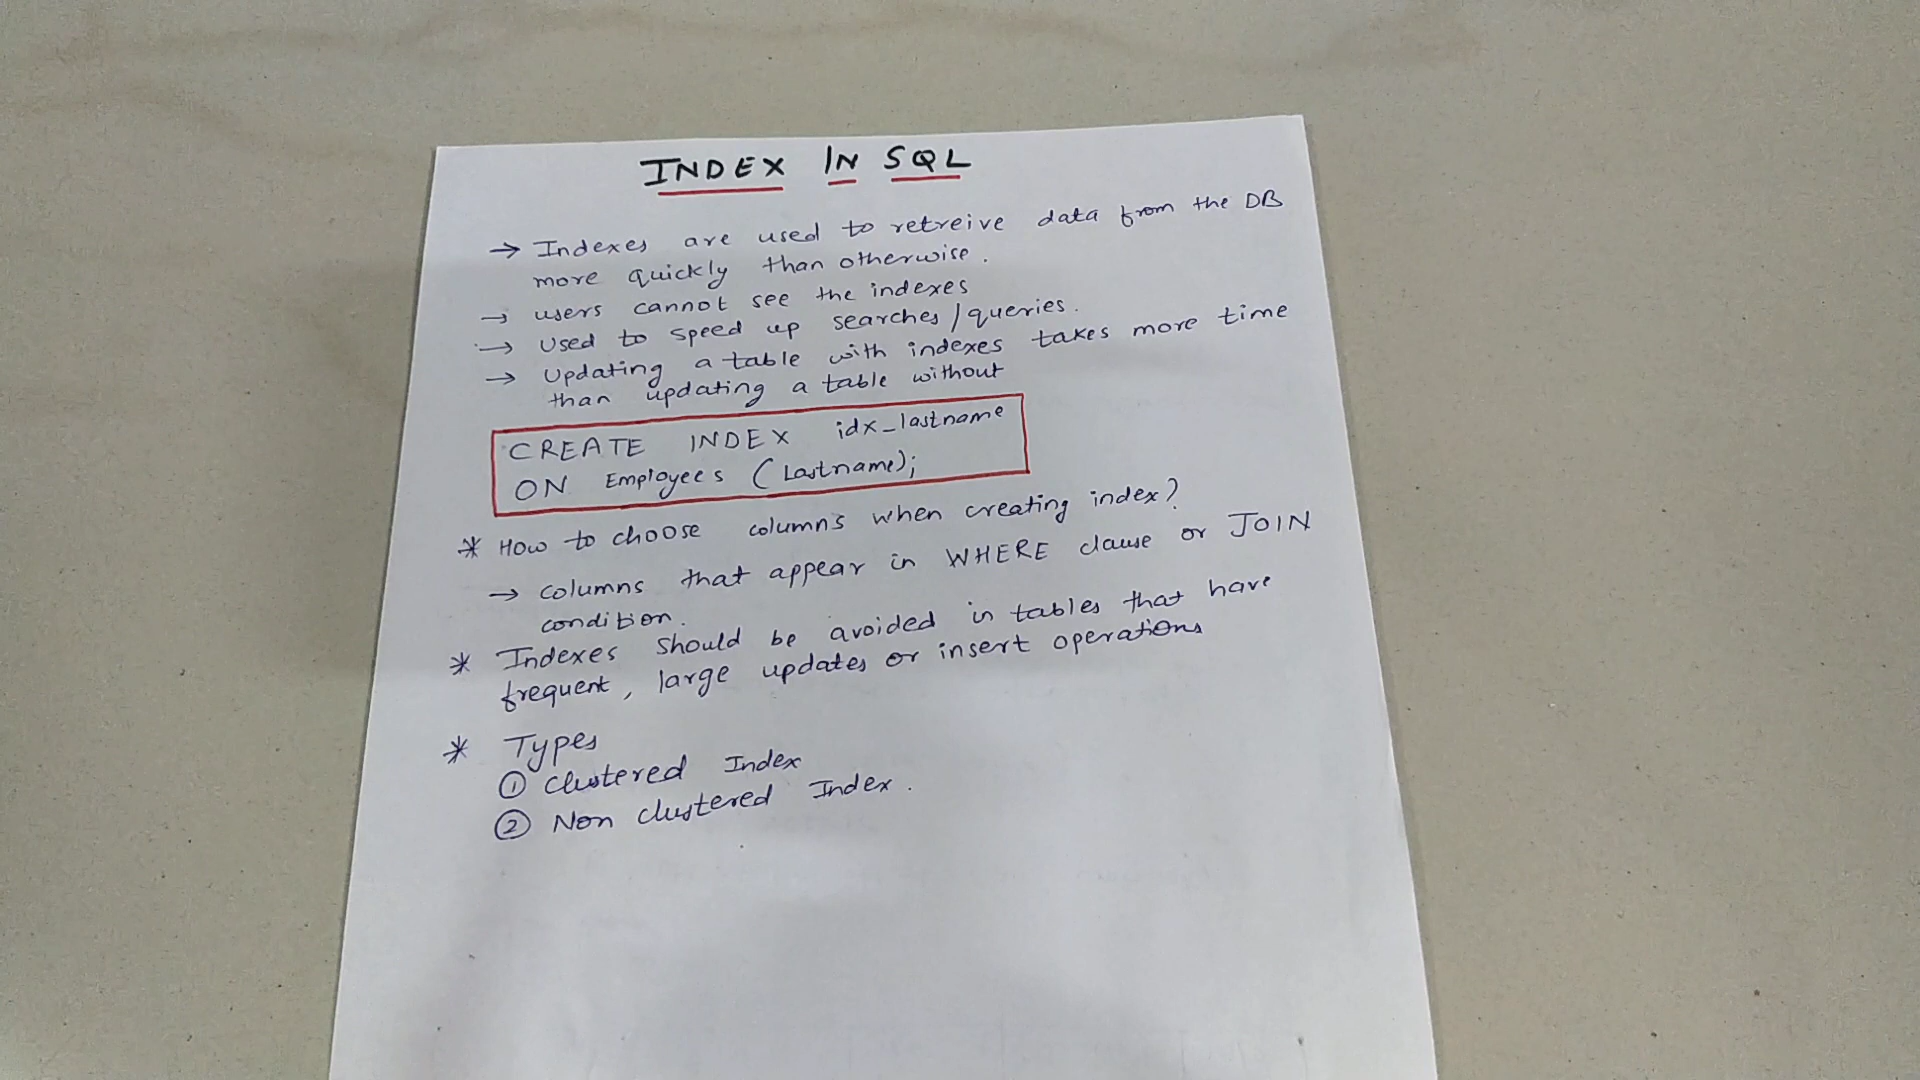 INDEX IN SQL
→ Indexes are used to retreive data from the DB
more quickly than otherwise.
→ users cannot see the indexes
→ Used to speed up searches/queries.
→ Updating a table with indexes takes more time
than updating a table without
CREATE INDEX idx_lastname
ON Employees (Lastname);
* How to choose columns when creating index?
→ columns that appear in WHERE clause or JOIN
condition.
* Indexes should be avoided in tables that have
frequent, large updates or insert operations
* Types
① Clustered Index
② Non clustered Index.